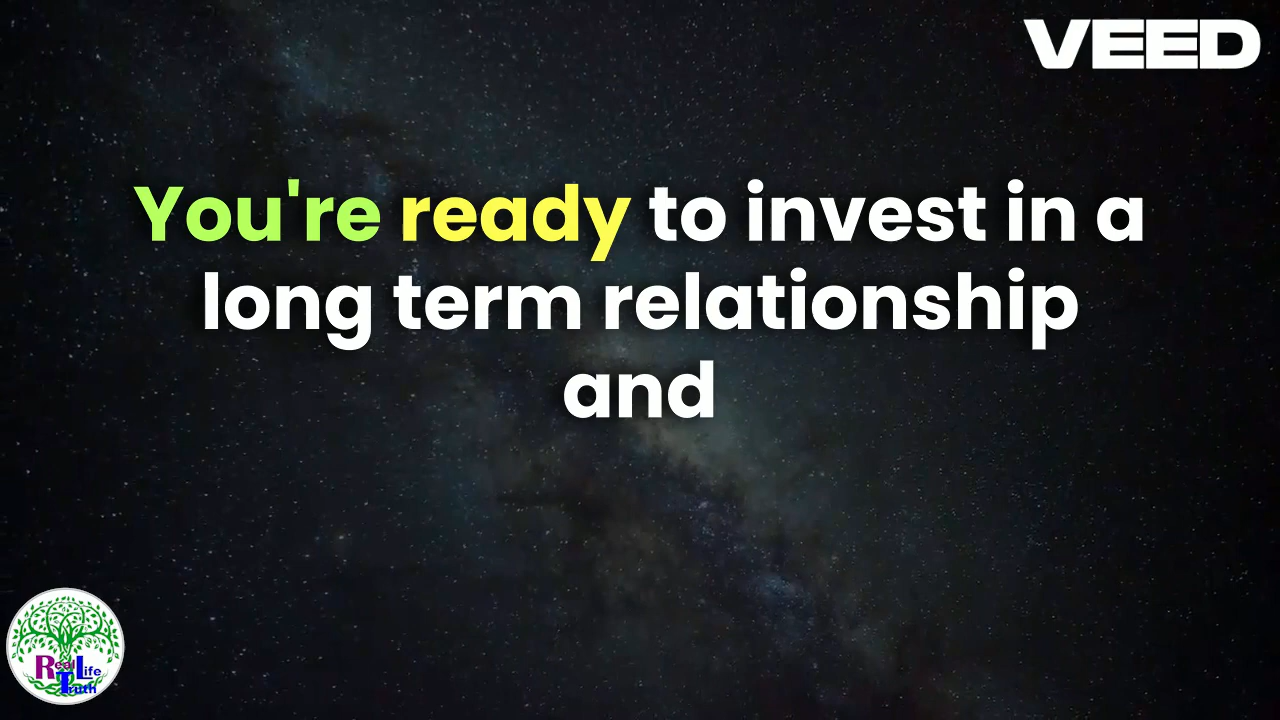 VEED
You're ready to invest in a
long term relationship
and
Real Life
Truth